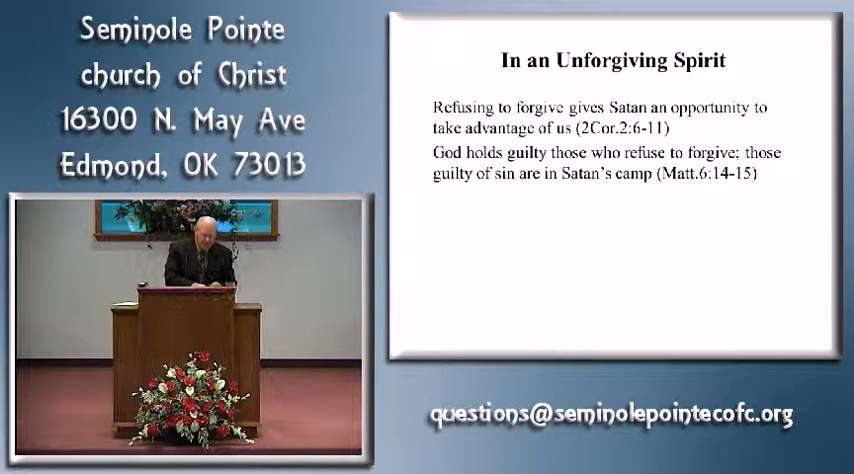 Seminole Pointe
church of Christ
16300 N. May Ave
Edmond, OK 73013
In an Unforgiving Spirit
Refusing to forgive gives Satan an opportunity to
take advantage of us (2Cor.2:6-11)
God holds guilty those who refuse to forgive; those
guilty of sin are in Satan's camp (Matt.6:14-15)
questions@seminolepointecofc.org